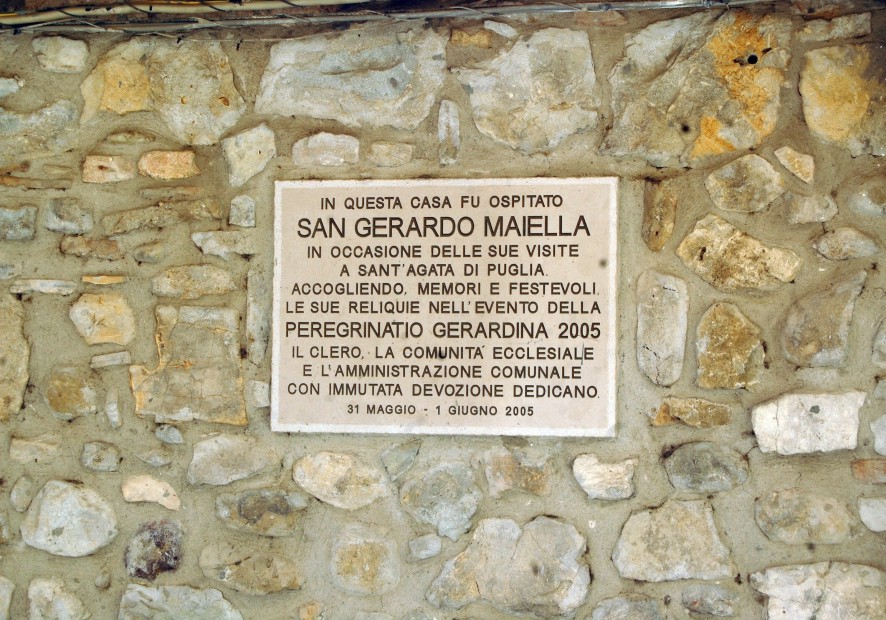 IN QUESTA CASA FU OSPITATO
SAN GERARDO MAIELLA
IN OCCASIONE DELLE SUE VISITE
A SANT'AGATA DI PUGLIA.
ACCOGLIENDO, MEMORI E FESTEVOLI,
LE SUE RELIQUIE NELL'EVENTO DELLA
PEREGRINATIO GERARDINA 2005
IL CLERO, LA COMUNITÁ ECCLESIALE
E L'AMMINISTRAZIONE COMUNALE
CON IMMUTATA DEVOZIONE DEDICANO.
31 MAGGIO - 1 GIUGNO 2005